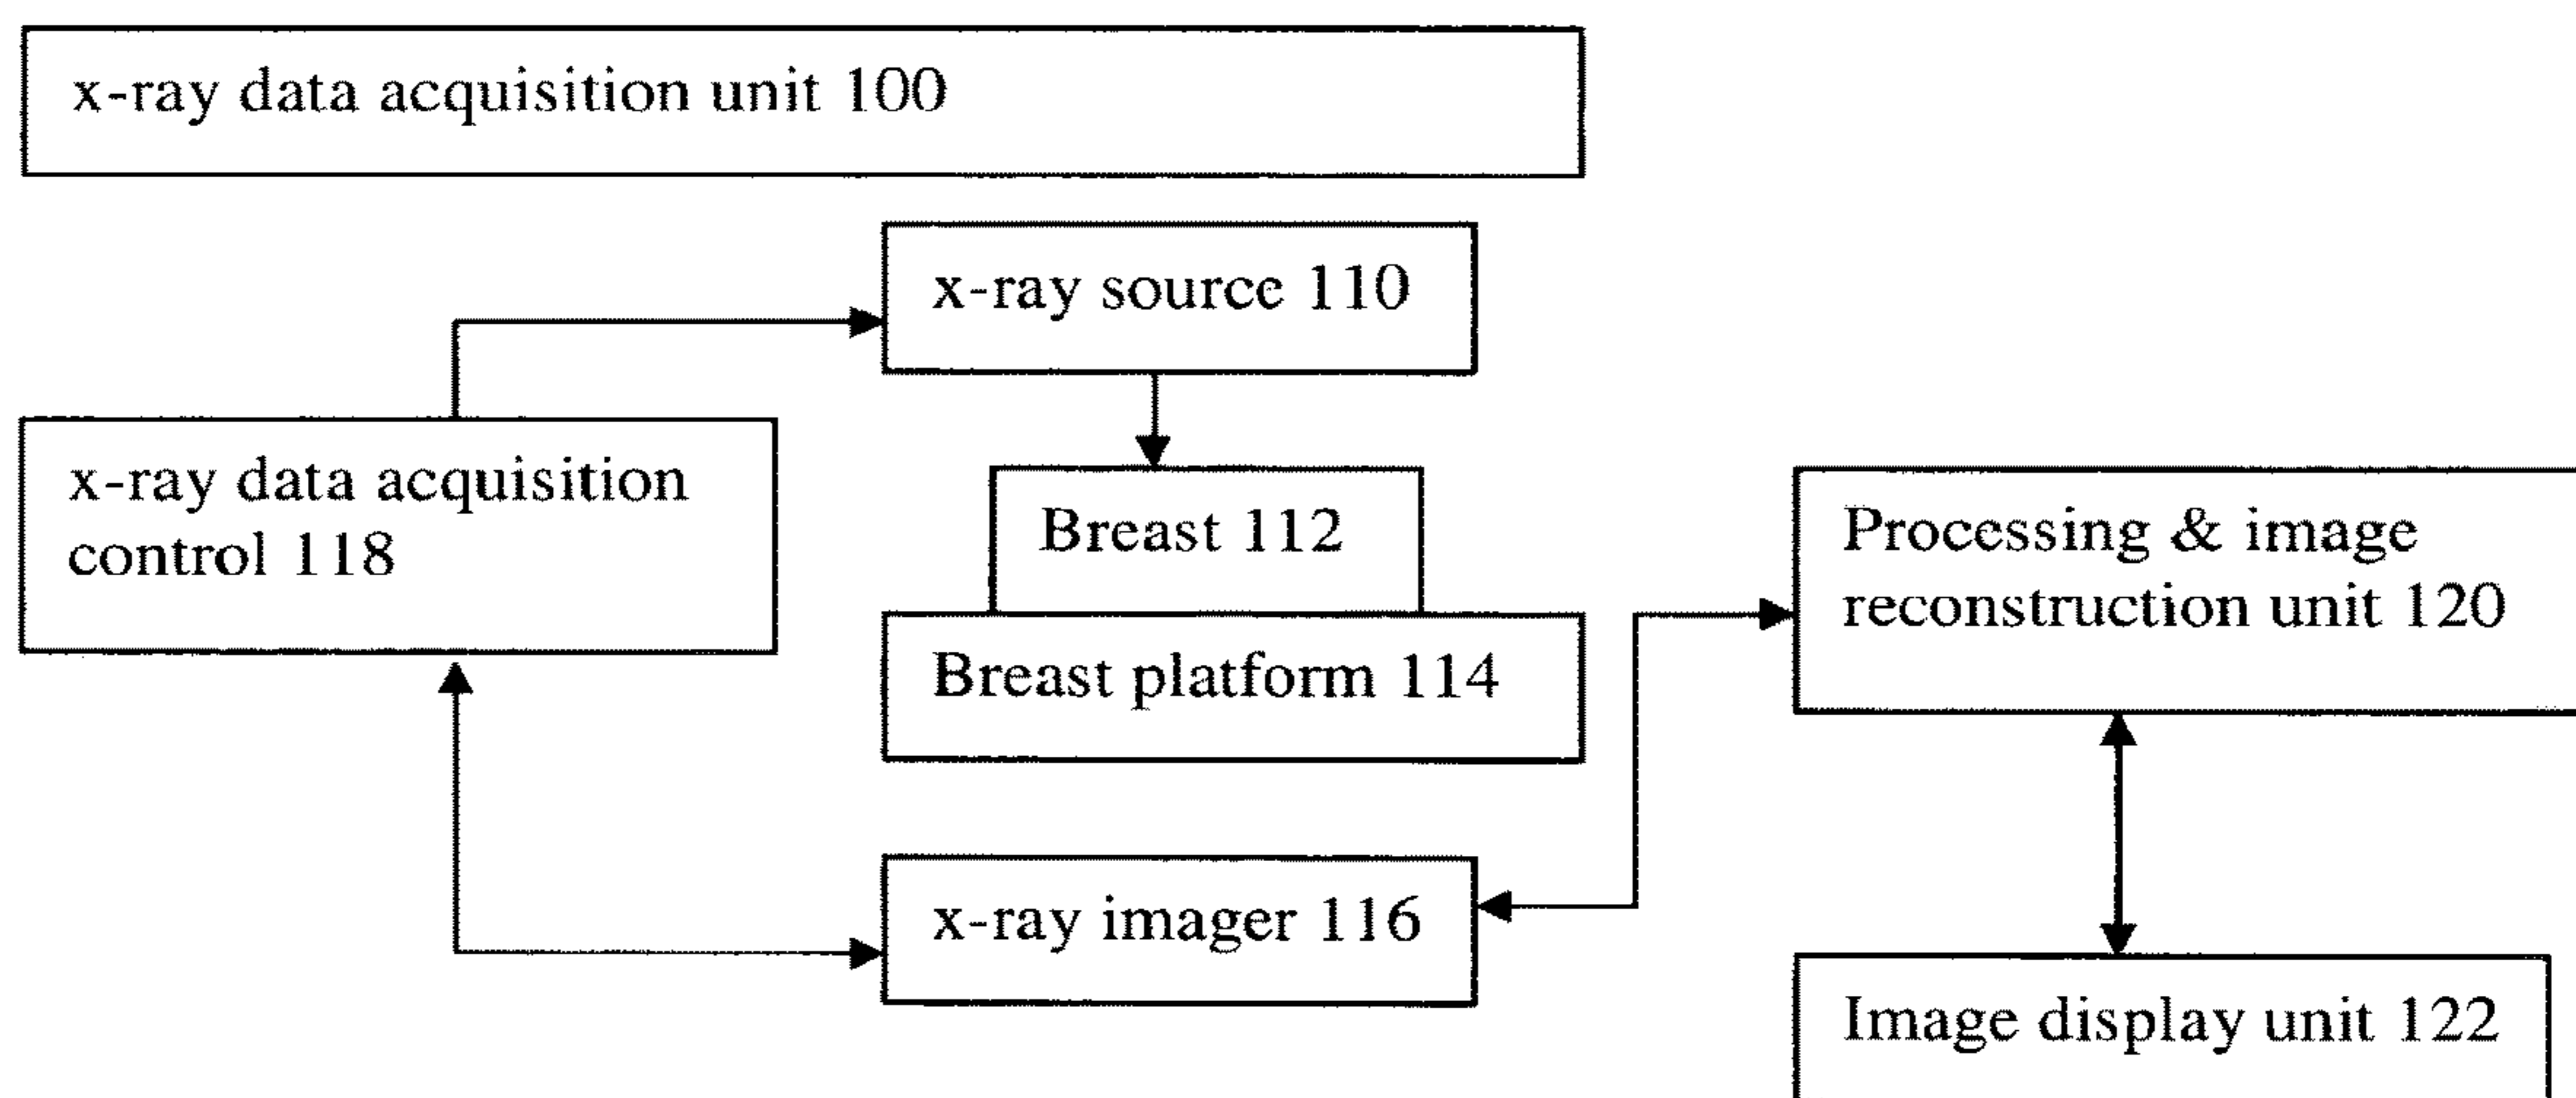 x-ray data acquisition unit 100
x-ray source 110
x-ray data acquisition
control 118
Breast 112
Breast platform 114
Processing & image
reconstruction unit 120
x-ray imager 116
Image display unit 122